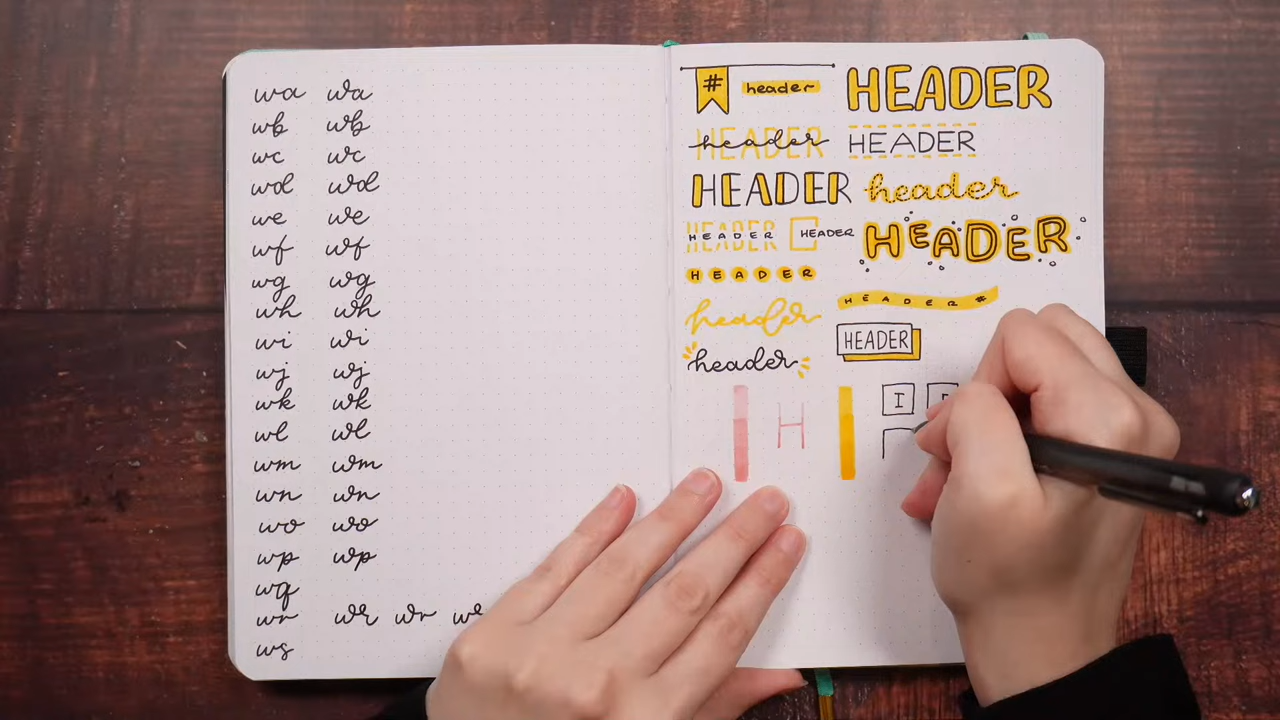 wa wa
wb wb
wc wc
wd wd
we we
wf wf
wg wg
wh wh
wi wi
wj wj
wk wk
wl wl
wm wm
wn wn
wo wo
wp wp
wq
wr wr wr
ws
# header HEADER
HEADER header HEADER
HEADER header
HEADER HEADER HEADER HEADER
HEADER
HEADER #
header
HEADER
header
H I